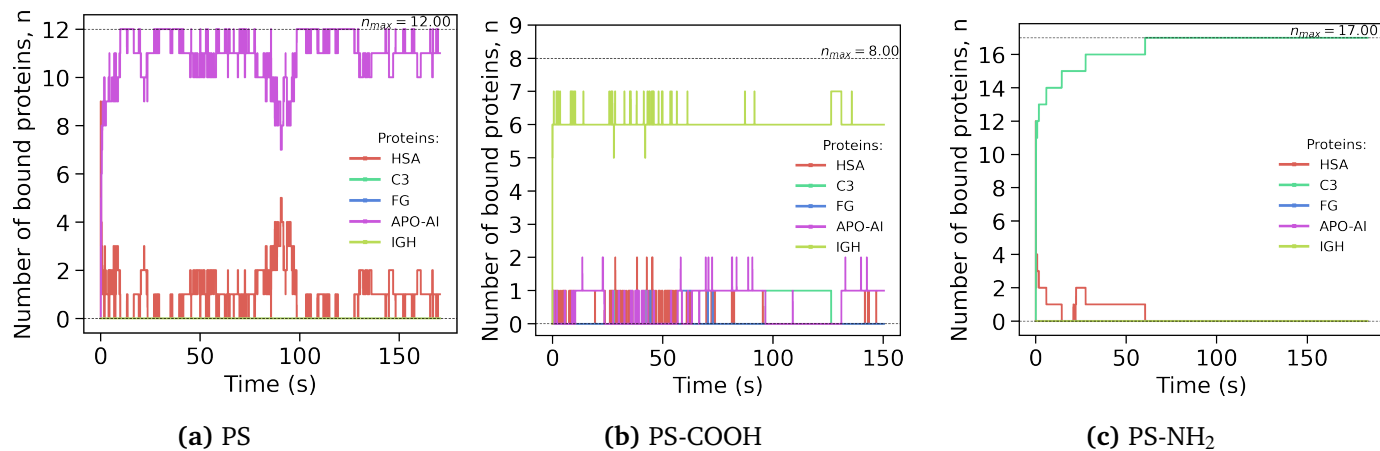 Number of bound proteins, n
12
10
8
6
4
2
0
n_max = 12.00
Proteins:
HSA
C3
FG
APO-AI
IGH
0 50 100 150
Time (s)
(a) PS
Number of bound proteins, n
9
8
7
6
5
4
3
2
1
0
n_max = 8.00
Proteins:
HSA
C3
FG
APO-AI
IGH
0 50 100 150
Time (s)
(b) PS-COOH
Number of bound proteins, n
16
14
12
10
8
6
4
2
0
n_max = 17.00
Proteins:
HSA
C3
FG
APO-AI
IGH
0 50 100 150
Time (s)
(c) PS-NH₂